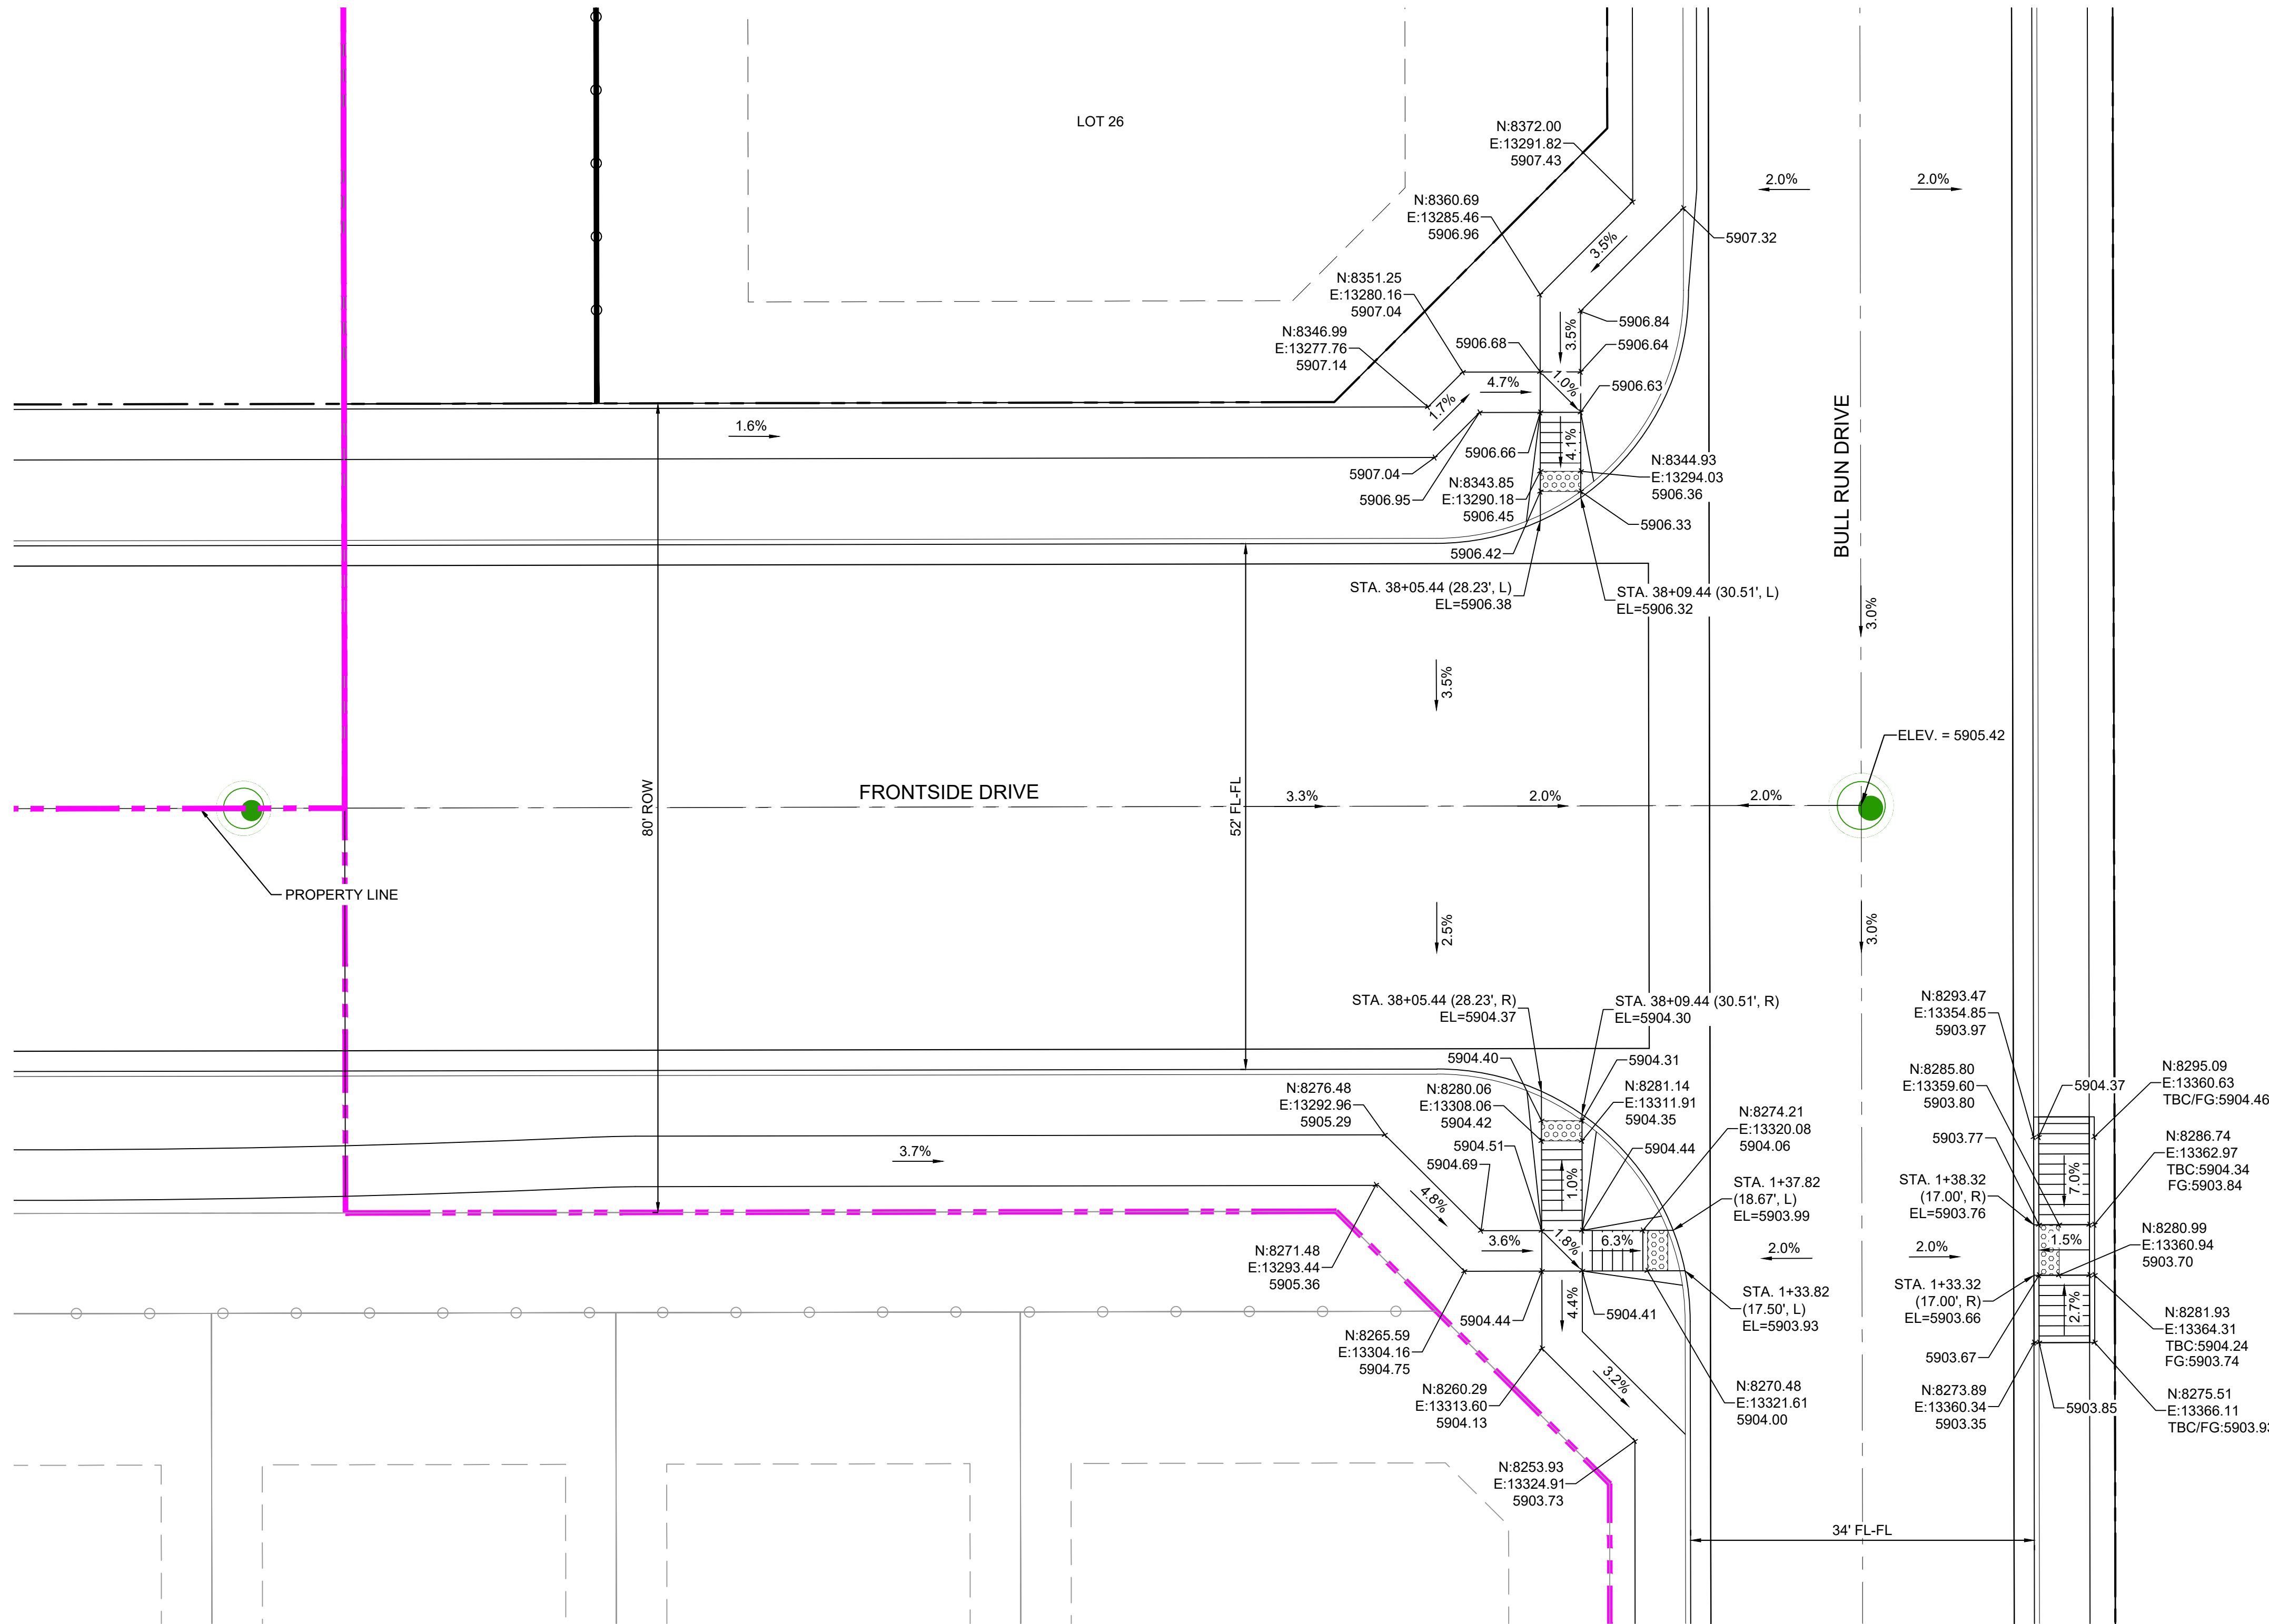 LOT 26
N:8372.00
E:13291.82
5907.43
2.0%
2.0%
N:8360.69
E:13285.46
5906.96
3.5%
5907.32
N:8351.25
E:13280.16
5907.04
N:8346.99
E:13277.76
5907.14
5906.68
3.5%
5906.84
5906.64
4.7%
1.0%
5906.63
1.7%
1.6%
4.1%
5906.66
5907.04
5906.95
N:8343.85
E:13290.18
5906.45
N:8344.93
E:13294.03
5906.36
5906.33
5906.42
STA. 38+05.44 (28.23', L)
EL=5906.38
STA. 38+09.44 (30.51', L)
EL=5906.32
BULL RUN DRIVE
3.0%
3.5%
ELEV. = 5905.42
80' ROW
FRONTSIDE DRIVE
52' FL-FL
3.3%
2.0%
2.0%
PROPERTY LINE
2.5%
3.0%
STA. 38+05.44 (28.23', R)
EL=5904.37
STA. 38+09.44 (30.51', R)
EL=5904.30
5904.40
5904.31
N:8276.48
E:13292.96
5905.29
N:8280.06
E:13308.06
5904.42
N:8281.14
E:13311.91
5904.35
N:8274.21
E:13320.08
5904.06
5904.51
5904.69
5904.44
3.7%
1.0%
4.8%
3.6%
1.8%
6.3%
STA. 1+37.82
(18.67', L)
EL=5903.99
2.0%
2.0%
N:8271.48
E:13293.44
5905.36
4.4%
5904.44
5904.41
STA. 1+33.82
(17.50', L)
EL=5903.93
N:8265.59
E:13304.16
5904.75
3.2%
N:8260.29
E:13313.60
5904.13
N:8270.48
E:13321.61
5904.00
N:8253.93
E:13324.91
5903.73
34' FL-FL
N:8293.47
E:13354.85
5903.97
N:8285.80
E:13359.60
5903.80
5904.37
N:8295.09
E:13360.63
TBC/FG:5904.46
5903.77
7.0%
N:8286.74
E:13362.97
TBC:5904.34
FG:5903.84
STA. 1+38.32
(17.00', R)
EL=5903.76
1.5%
N:8280.99
E:13360.94
5903.70
STA. 1+33.32
(17.00', R)
EL=5903.66
2.7%
N:8281.93
E:13364.31
TBC:5904.24
FG:5903.74
5903.67
N:8273.89
E:13360.34
5903.35
5903.85
N:8275.51
E:13366.11